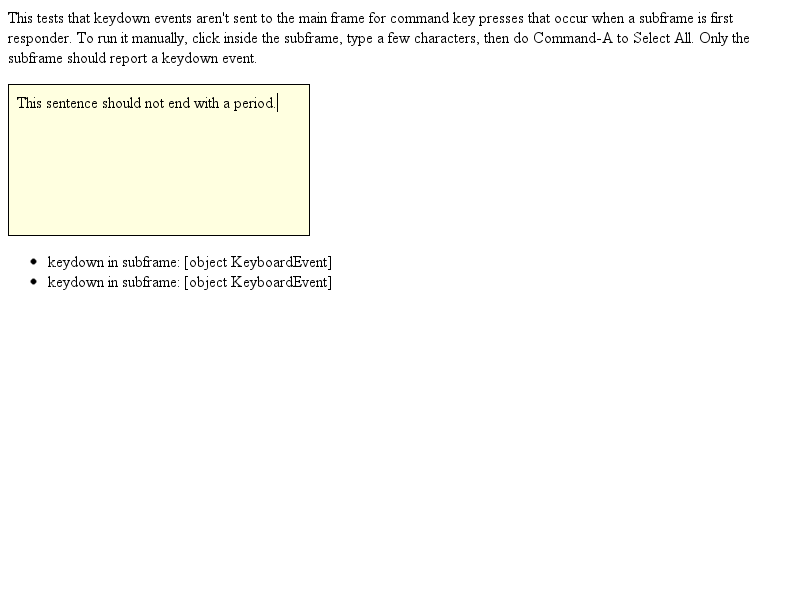 This tests that keydown events aren't sent to the main frame for command key presses that occur when a subframe is first
responder. To run it manually, click inside the subframe, type a few characters, then do Command-A to Select All. Only the
subframe should report a keydown event.
This sentence should not end with a period.
• keydown in subframe: [object KeyboardEvent]
• keydown in subframe: [object KeyboardEvent]